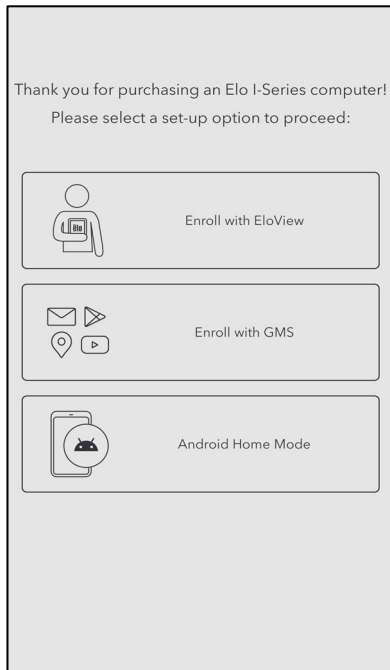 Thank you for purchasing an Elo I-Series computer!
Please select a set-up option to proceed:
Elo
Enroll with EloView
Enroll with GMS
Android Home Mode